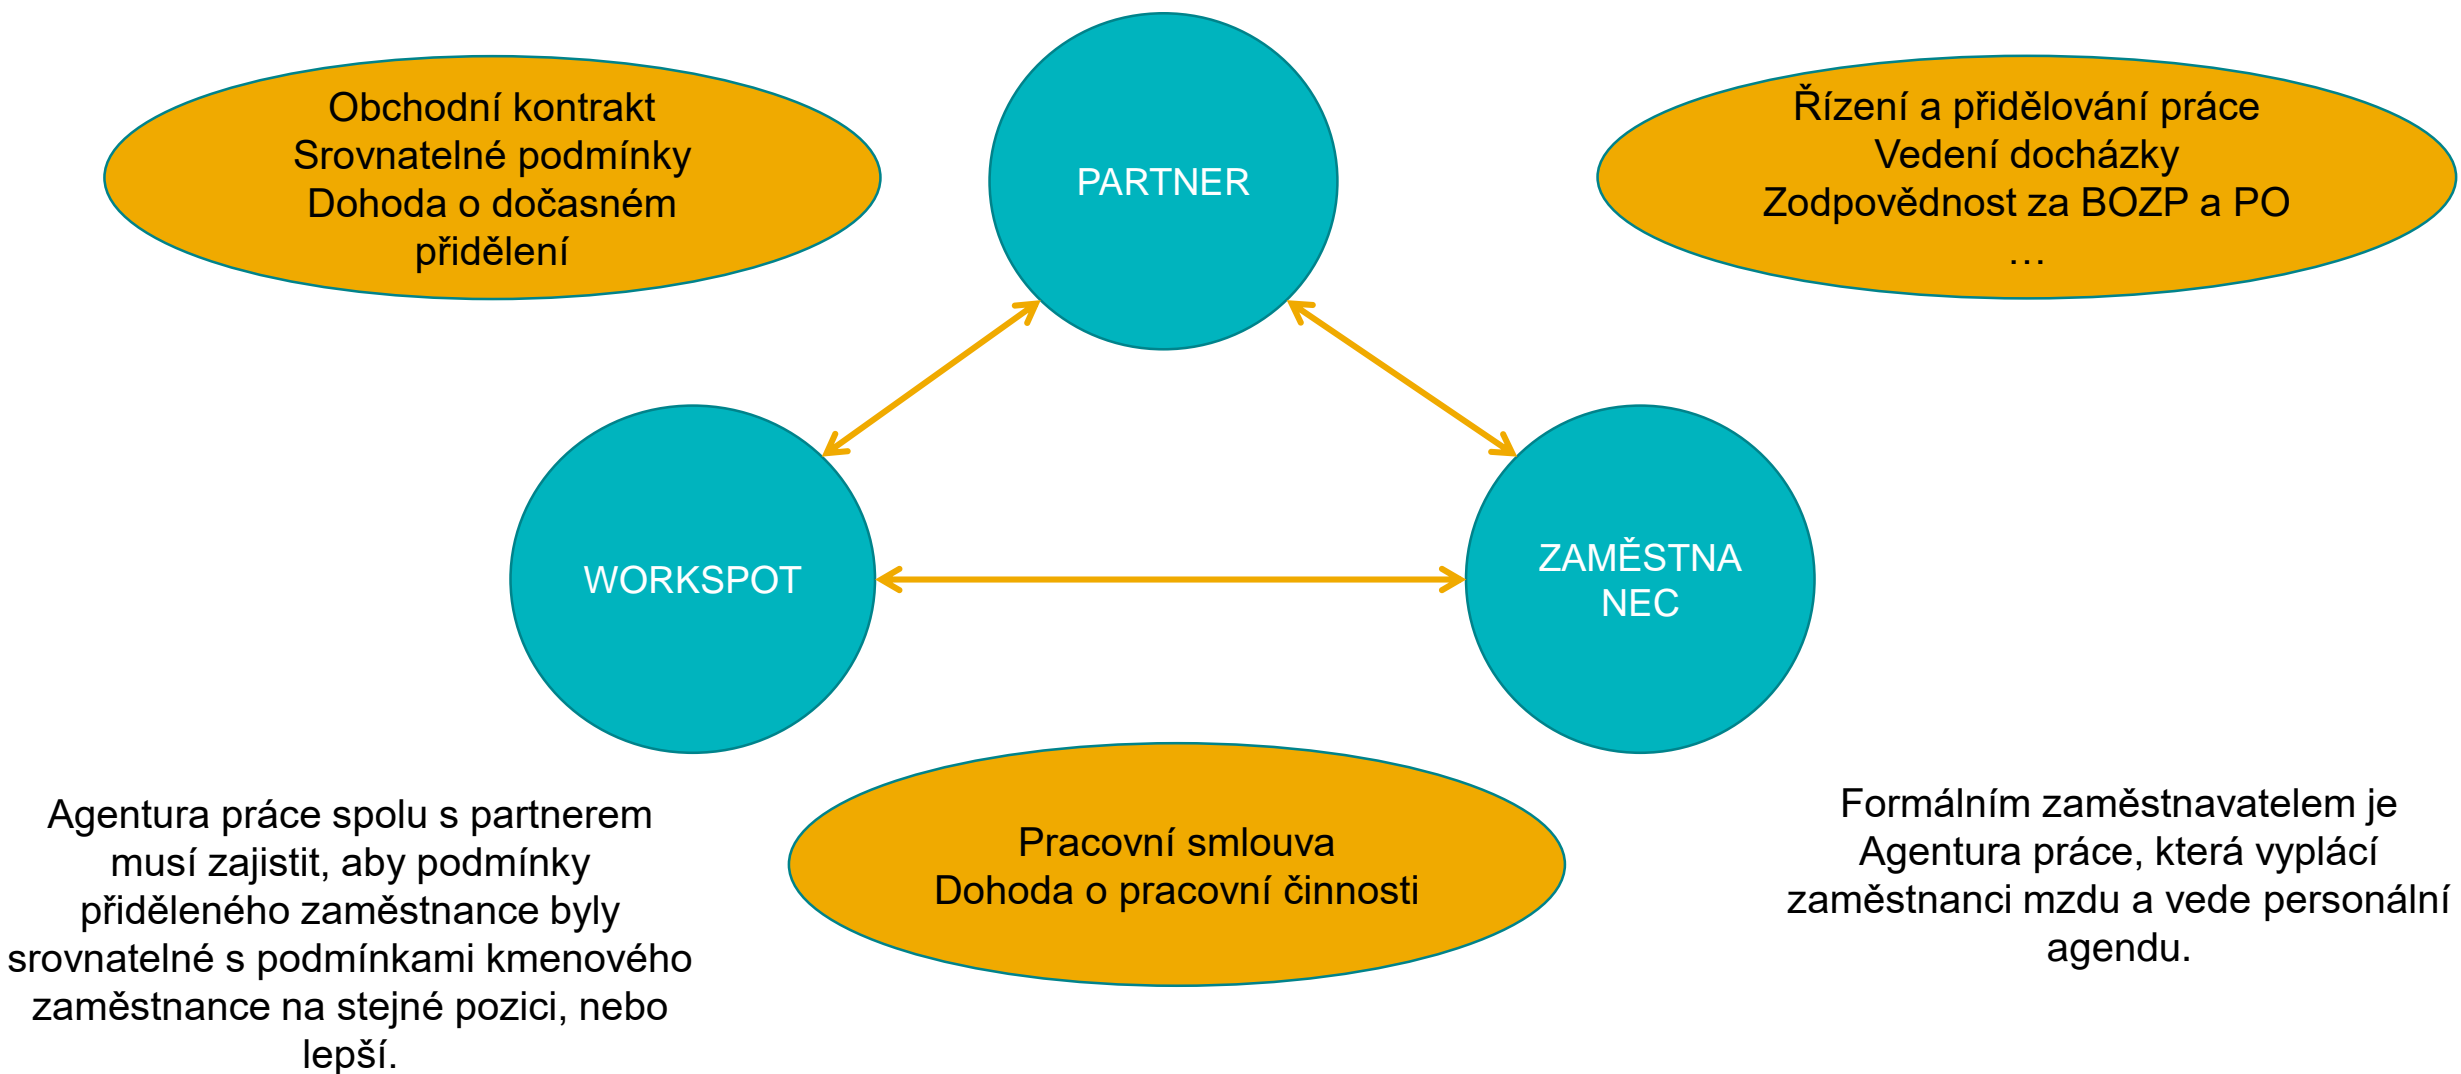 Obchodní kontrakt
Srovnatelné podmínky
Dohoda o dočasném
přidělení
PARTNER
Řízení a přidělování práce
Vedení docházky
Zodpovědnost za BOZP a PO
…
WORKSPOT
ZAMĚSTNA
NEC
Agentura práce spolu s partnerem
musí zajistit, aby podmínky
přiděleného zaměstnance byly
srovnatelné s podmínkami kmenového
zaměstnance na stejné pozici, nebo
lepší.
Pracovní smlouva
Dohoda o pracovní činnosti
Formálním zaměstnavatelem je
Agentura práce, která vyplácí
zaměstnanci mzdu a vede personální
agendu.